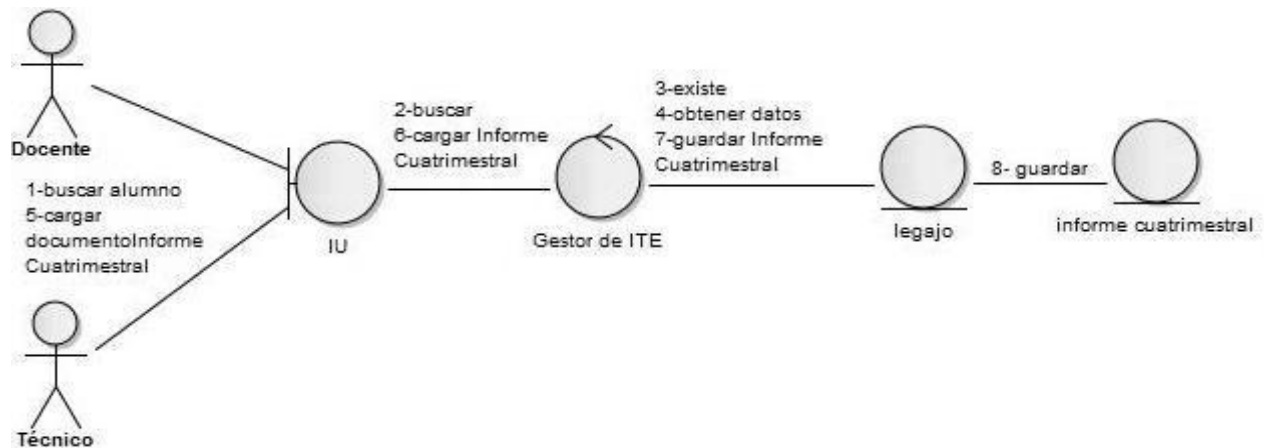 Docente
1-buscar alumno
5-cargar
documentoInforme
Cuatrimestral
Técnico
IU
2-buscar
6-cargar Informe
Cuatrimestral
Gestor de ITE
3-existe
4-obtener datos
7-guardar Informe
Cuatrimestral
legajo
8- guardar
informe cuatrimestral